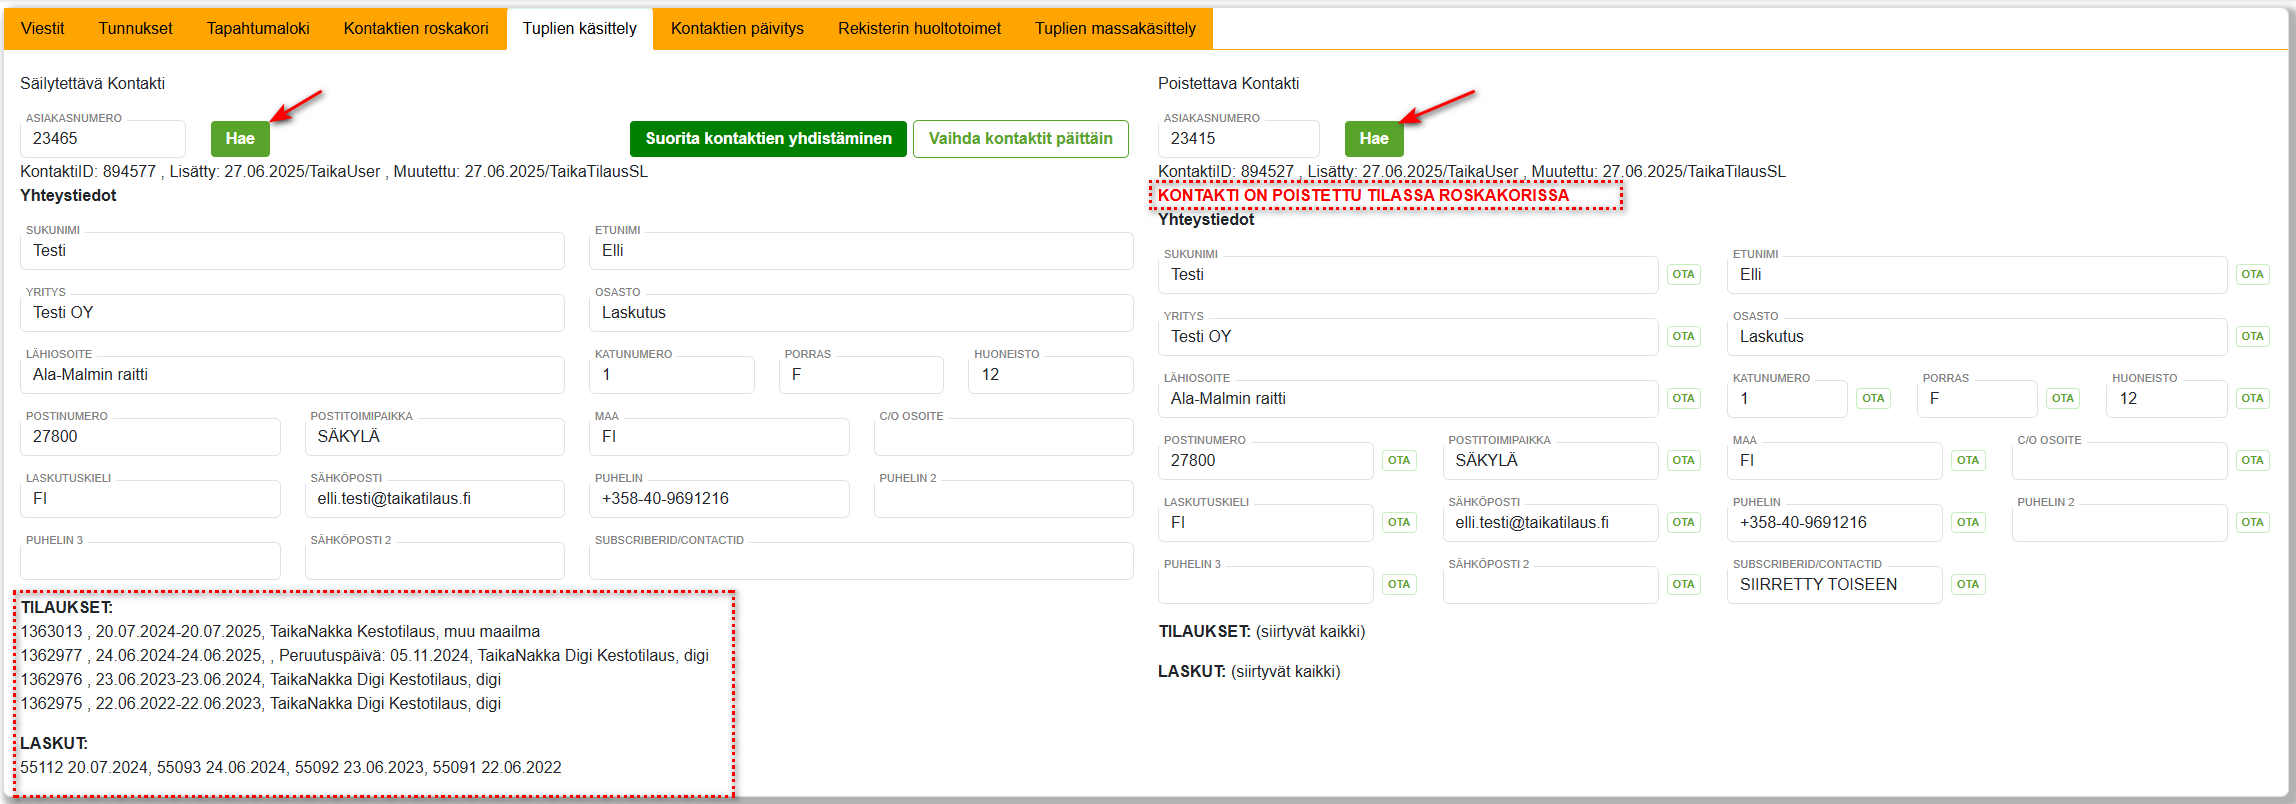 Viestit Tunnukset Tapahtumaloki Kontaktien roskakori Tuplien käsittely Kontaktien päivitys Rekisterin huoltotoimet Tuplien massakäsittely
Säilytettävä Kontakti
ASIAKASNUMERO
23465 Hae Suorita kontaktien yhdistäminen Vaihda kontaktit päittäin
KontaktiID: 894577 , Lisätty: 27.06.2025/TaikaUser , Muutettu: 27.06.2025/TaikaTilausSL
Yhteystiedot
SUKUNIMI ETUNIMI
Testi Elli
YRITYS OSASTO
Testi OY Laskutus
LÄHIOSOITE KATUNUMERO PORRAS HUONEISTO
Ala-Malmin raitti 1 F 12
POSTINUMERO POSTITOIMIPAIKKA MAA C/O OSOITE
27800 SÄKYLÄ FI
LASKUTUSKIELI SÄHKÖPOSTI PUHELIN PUHELIN 2
FI elli.testi@taikatilaus.fi +358-40-9691216
PUHELIN 3 SÄHKÖPOSTI 2 SUBSCRIBERID/CONTACTID
TILAUKSET:
1363013 , 20.07.2024-20.07.2025, TaikaNakka Kestotilaus, muu maailma
1362977 , 24.06.2024-24.06.2025, , Peruutuspäivä: 05.11.2024, TaikaNakka Digi Kestotilaus, digi
1362976 , 23.06.2023-23.06.2024, TaikaNakka Digi Kestotilaus, digi
1362975 , 22.06.2022-22.06.2023, TaikaNakka Digi Kestotilaus, digi
LASKUT:
55112 20.07.2024, 55093 24.06.2024, 55092 23.06.2023, 55091 22.06.2022
Poistettava Kontakti
ASIAKASNUMERO
23415 Hae
KontaktiID: 894527 , Lisätty: 27.06.2025/TaikaUser , Muutettu: 27.06.2025/TaikaTilausSL
KONTAKTI ON POISTETTU TILASSA ROSKAKORISSA
Yhteystiedot
SUKUNIMI ETUNIMI
Testi OTA Elli OTA
YRITYS OSASTO
Testi OY OTA Laskutus OTA
LÄHIOSOITE KATUNUMERO PORRAS HUONEISTO
Ala-Malmin raitti OTA 1 OTA F OTA 12 OTA
POSTINUMERO POSTITOIMIPAIKKA MAA C/O OSOITE
27800 OTA SÄKYLÄ OTA FI OTA OTA
LASKUTUSKIELI SÄHKÖPOSTI PUHELIN PUHELIN 2
FI OTA elli.testi@taikatilaus.fi OTA +358-40-9691216 OTA OTA
PUHELIN 3 SÄHKÖPOSTI 2 SUBSCRIBERID/CONTACTID
OTA OTA SIIRRETTY TOISEEN OTA
TILAUKSET: (siirtyvät kaikki)
LASKUT: (siirtyvät kaikki)